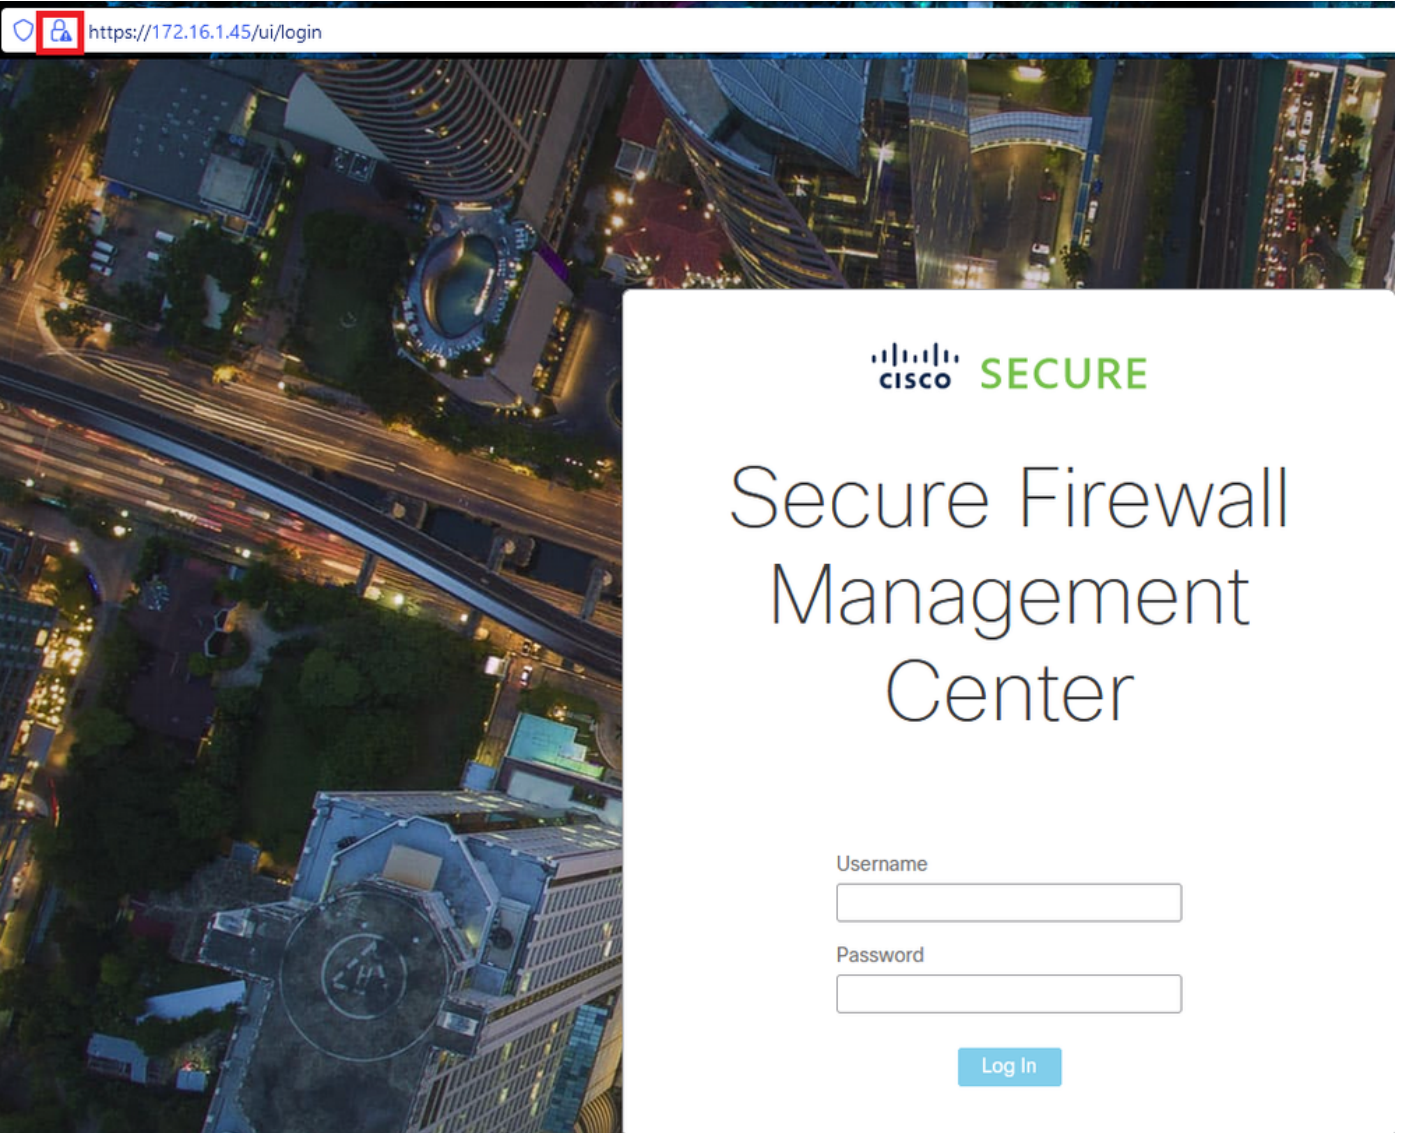 https://172.16.1.45/ui/login
CISCO SECURE
Secure Firewall
Management
Center
Username
Password
Log In